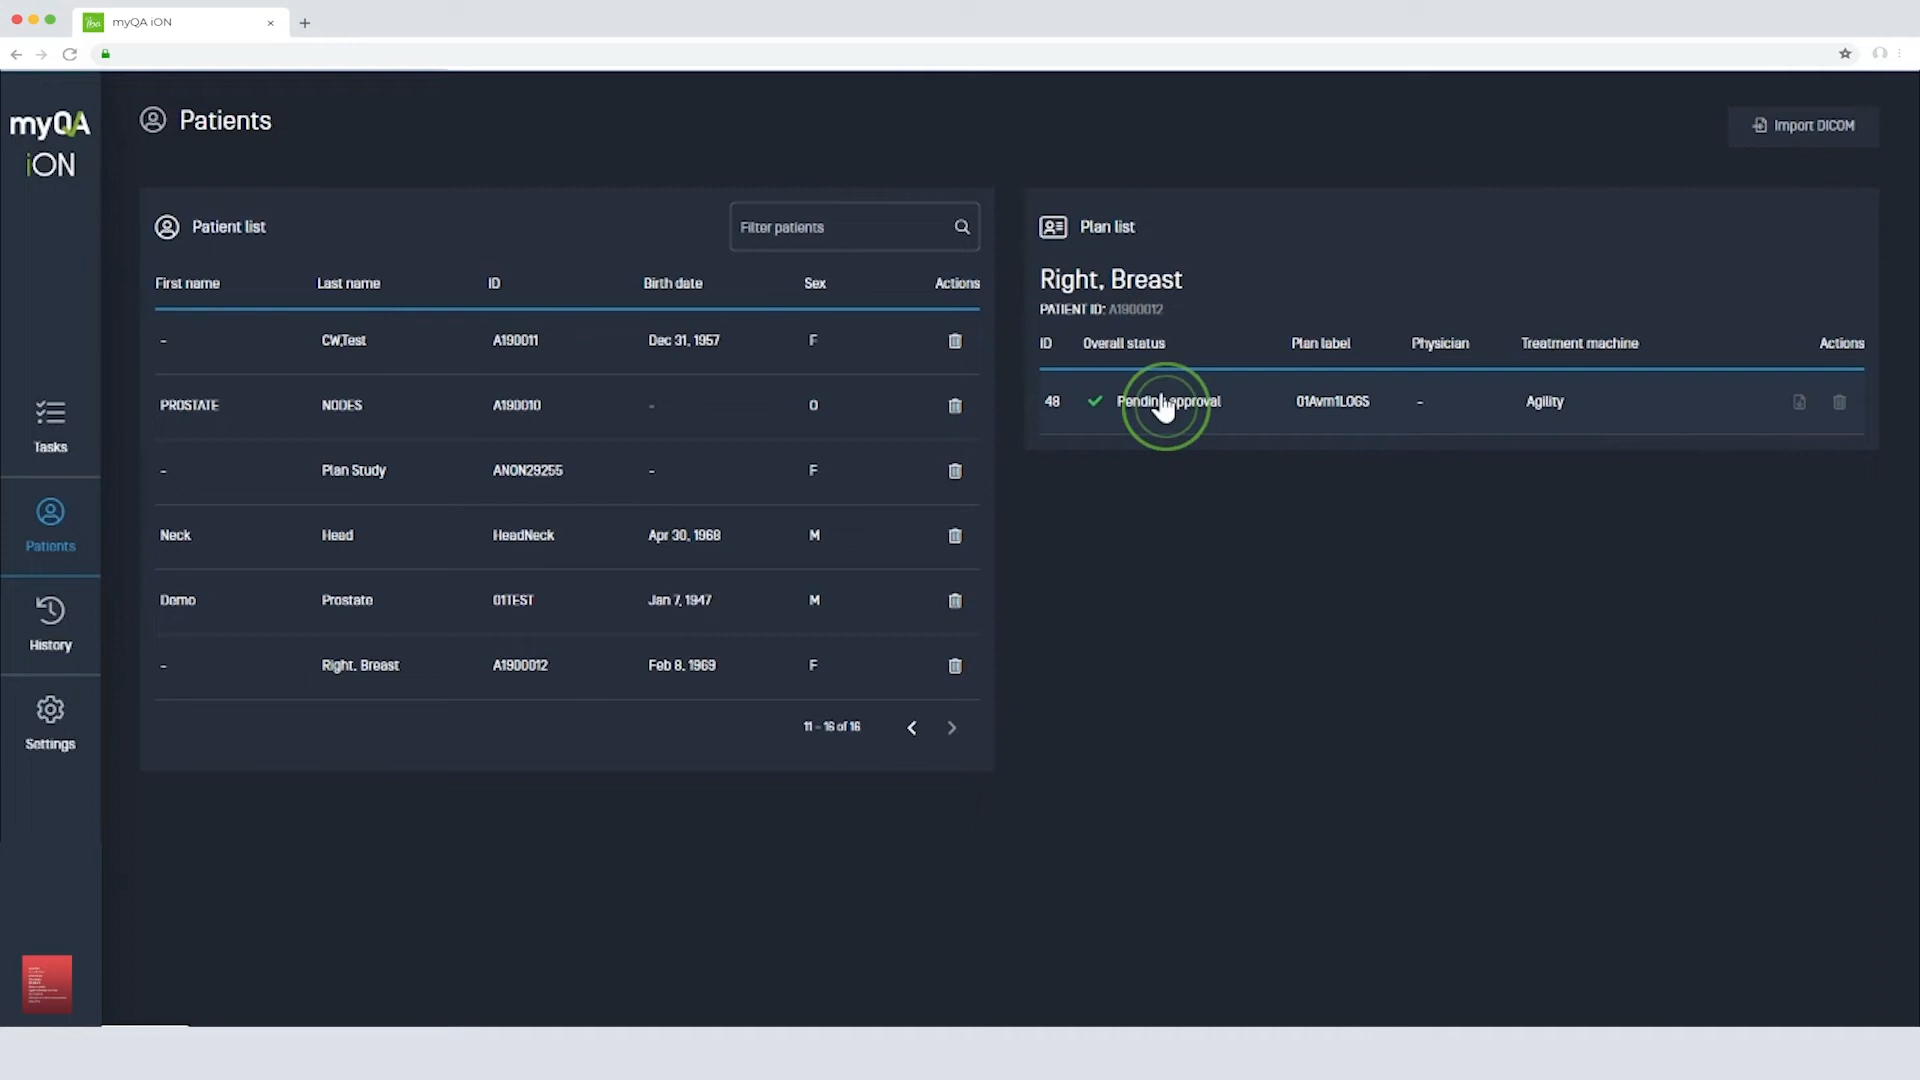 myQA iON
myQA
iON
Patients
Import DICOM
Patient list
Filter patients
First name Last name ID Birth date Sex Actions
- CW,Test A190011 Dec 31, 1957 F
PROSTATE NODES A190010 - O
- Plan Study ANON29255 - F
Neck Head HeadNeck Apr 30, 1968 M
Demo Prostate 01TEST Jan 7, 1947 M
- Right, Breast A1900012 Feb 8, 1969 F
11 – 16 of 16
Plan list
Right, Breast
PATIENT ID: A1900012
ID Overall status Plan label Physician Treatment machine Actions
48 Pending approval 01Avm1LOGS - Agility
Tasks
Patients
History
Settings